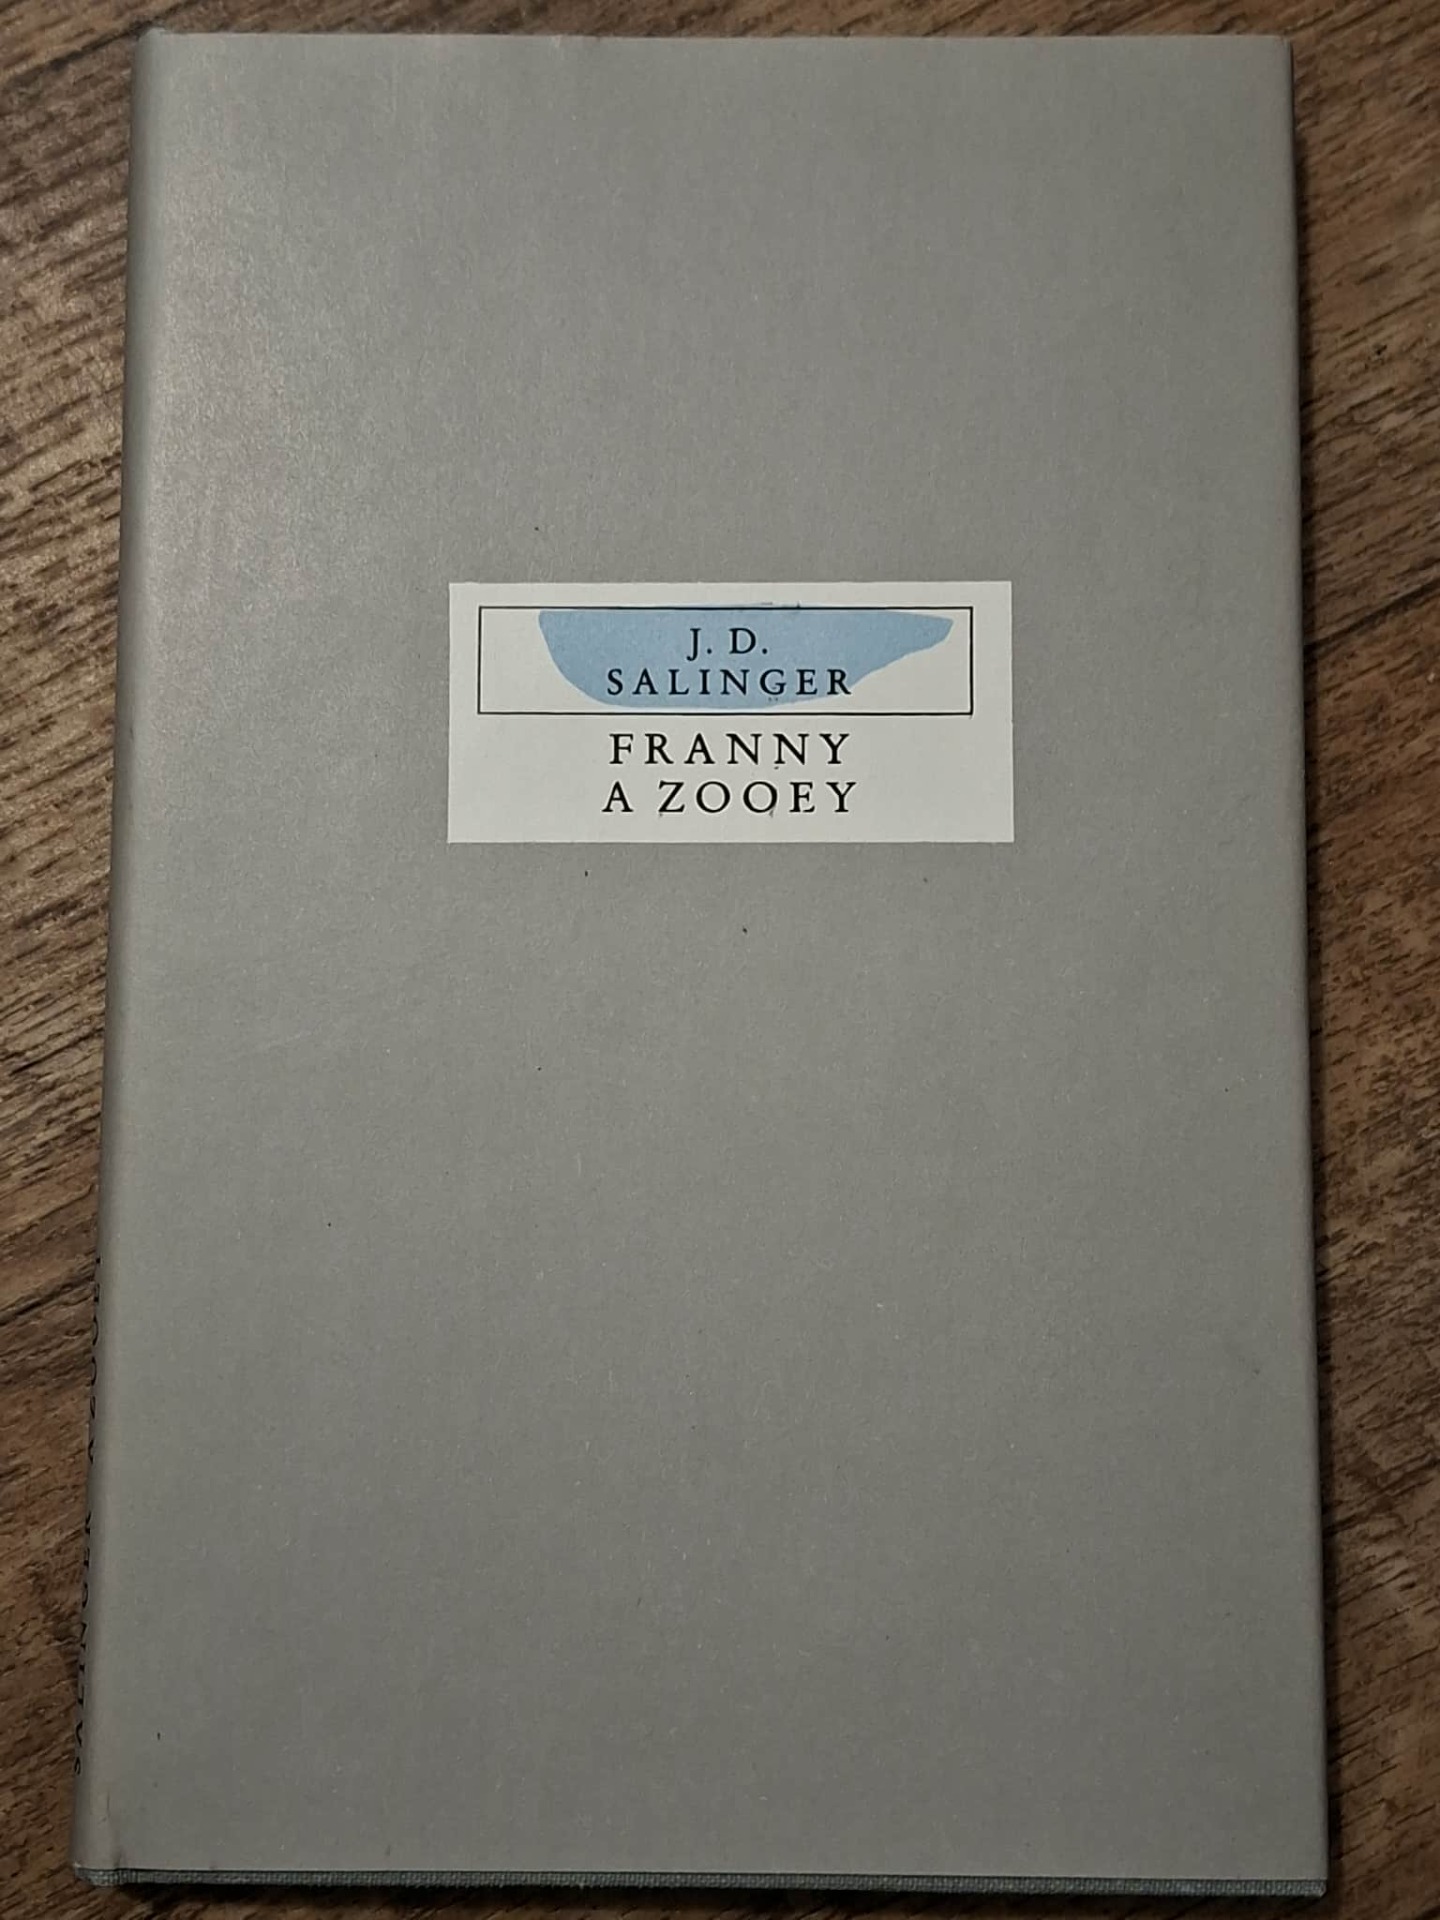 J. D.
SALINGER
FRANNY
A ZOOEY